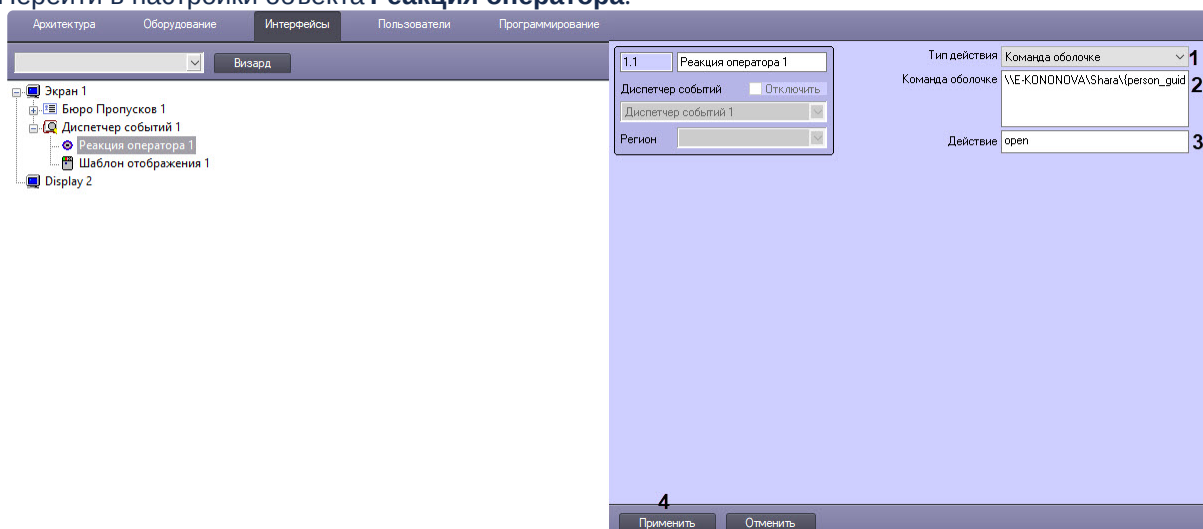 Перейти в настройки объекта Реакция оператора.
Архитектура Оборудование Интерфейсы Пользователи Программирование
Визард
Экран 1
Бюро Пропусков 1
Диспетчер событий 1
Реакция оператора 1
Шаблон отображения 1
Display 2
1.1 Реакция оператора 1
Диспетчер событий Отключить
Диспетчер событий 1
Регион
Тип действия Команда оболочке 1
Команда оболочке \\E-KONONOVA\Shara\{person_guid 2
Действие open 3
4
Применить Отменить